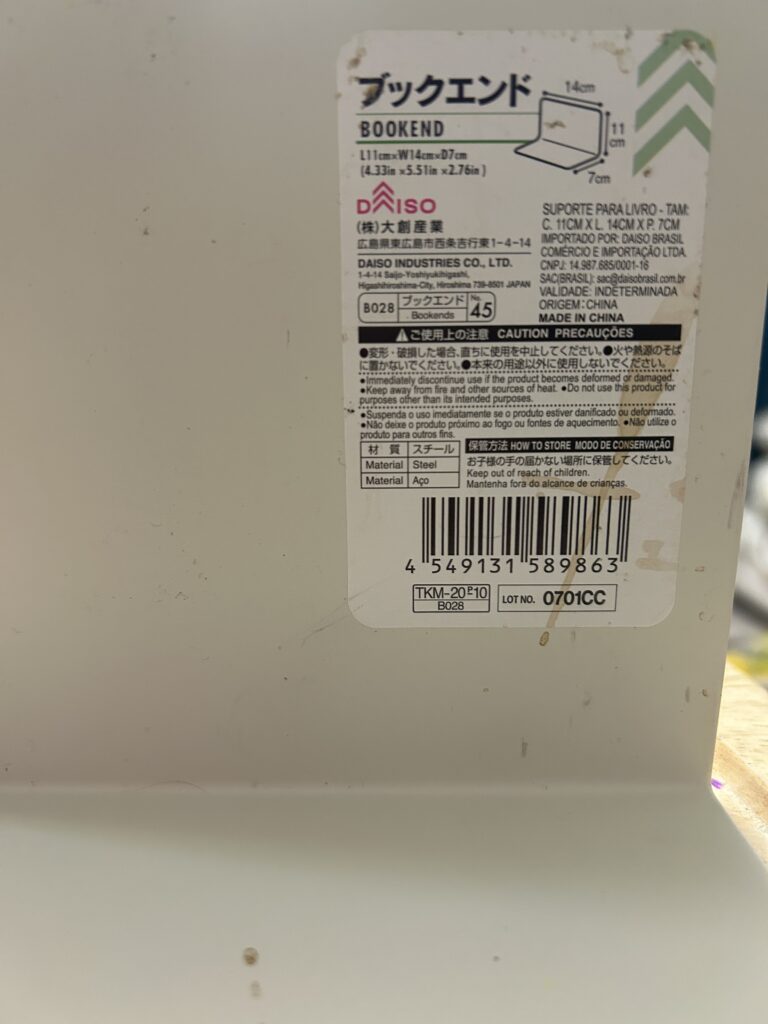 ブックエンド
BOOKEND
L11cm×W14cm×D7cm
(4.33in ×5.51in ×2.76in )
14cm
11
cm
7cm
DAISO
(株)大創産業
広島県東広島市西条吉行東1-4-14
DAISO INDUSTRIES CO., LTD.
1-4-14 Saijo-Yoshiyukihigashi,
Higashihiroshima-City, Hiroshima 739-8501 JAPAN
B028 ブックエンド Bookends No. 45
SUPORTE PARA LIVRO - TAM:
C. 11CM X L. 14CM X P. 7CM
IMPORTADO POR: DAISO BRASIL
COMÉRCIO E IMPORTAÇÃO LTDA.
CNPJ: 14.987.685/0001-16
SAC(BRASIL): sac@daisobrasil.com.br
VALIDADE: INDETERMINADA
ORIGEM: CHINA
MADE IN CHINA
ご使用上の注意 CAUTION PRECAUÇÕES
●変形・破損した場合、直ちに使用を中止してください。●火や熱源のそば
に置かないでください。●本来の用途以外に使用しないでください。
●Immediately discontinue use if the product becomes deformed or damaged.
●Keep away from fire and other sources of heat. ●Do not use this product for
purposes other than its intended purposes.
●Suspenda o uso imediatamente se o produto estiver danificado ou deformado.
●Não deixe o produto próximo ao fogo ou fontes de aquecimento. ●Não utilize o
produto para outros fins.
材 質 スチール
Material Steel
Material Aço
保管方法 HOW TO STORE MODO DE CONSERVAÇÃO
お子様の手の届かない場所に保管してください。
Keep out of reach of children.
Mantenha fora do alcance de crianças.
4 549131 589863
TKM-20P10
B028
LOT NO. 0701CC